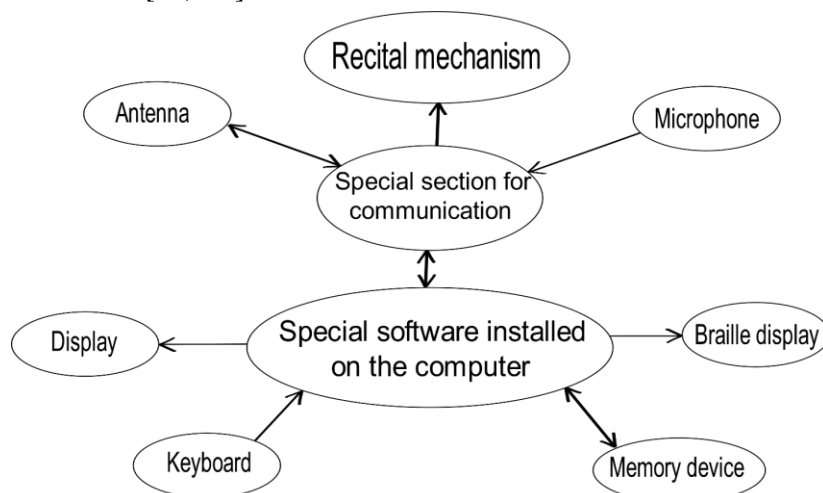 Recital mechanism
Antenna
Microphone
Special section for
communication
Special software installed
on the computer
Display
Braille display
Keyboard
Memory device